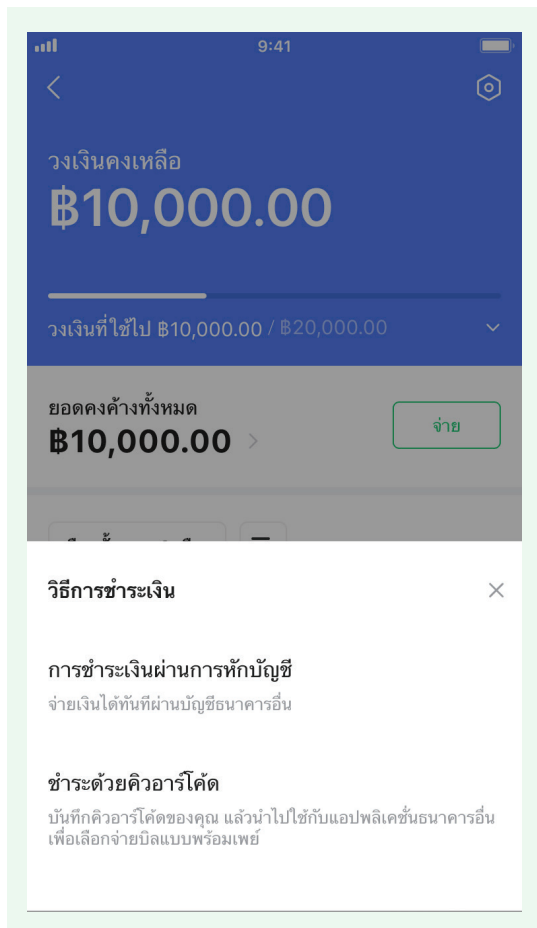 9:41
วงเงินคงเหลือ
฿10,000.00
วงเงินที่ใช้ไป ฿10,000.00 / ฿20,000.00
ยอดคงค้างทั้งหมด
฿10,000.00
จ่าย
วิธีการชำระเงิน
การชำระเงินผ่านการหักบัญชี
จ่ายเงินได้ทันทีผ่านบัญชีธนาคารอื่น
ชำระด้วยคิวอาร์โค้ด
บันทึกคิวอาร์โค้ดของคุณ แล้วนำไปใช้กับแอปพลิเคชั่นธนาคารอื่น
เพื่อเลือกจ่ายบิลแบบพร้อมเพย์